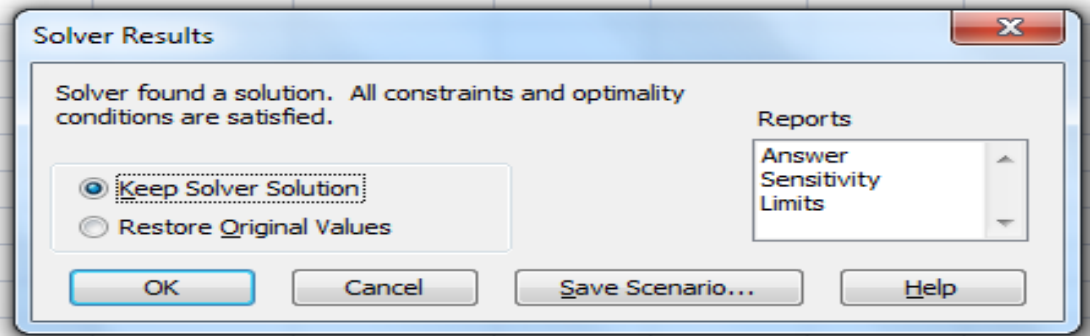 Solver Results
Solver found a solution. All constraints and optimality
conditions are satisfied.
Reports
Answer
Sensitivity
Limits
Keep Solver Solution
Restore Original Values
OK
Cancel
Save Scenario...
Help